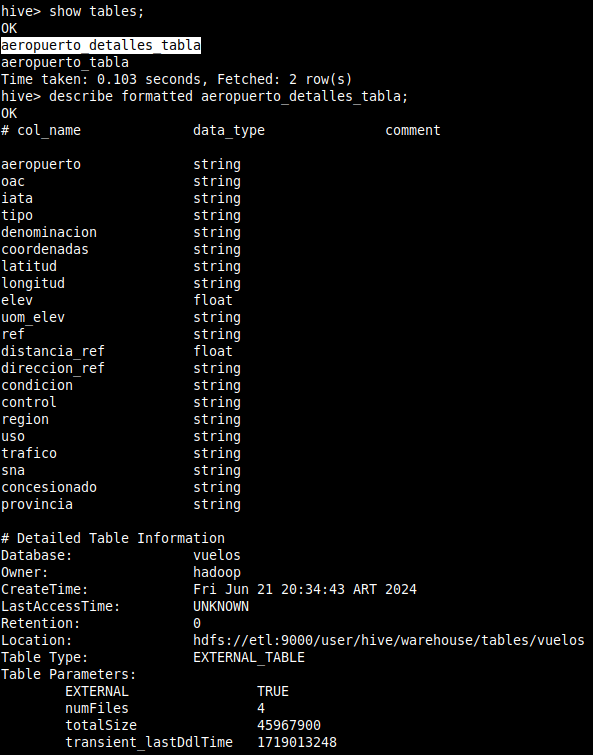 hive> show tables;
OK
aeropuerto_detalles_tabla
aeropuerto_tabla
Time taken: 0.103 seconds, Fetched: 2 row(s)
hive> describe formatted aeropuerto_detalles_tabla;
OK
# col_name data_type comment
aeropuerto string
oac string
iata string
tipo string
denominacion string
coordenadas string
latitud string
longitud string
elev float
uom_elev string
ref string
distancia_ref float
direccion_ref string
condicion string
control string
region string
uso string
trafico string
sna string
concesionado string
provincia string
# Detailed Table Information
Database: vuelos
Owner: hadoop
CreateTime: Fri Jun 21 20:34:43 ART 2024
LastAccessTime: UNKNOWN
Retention: 0
Location: hdfs://etl:9000/user/hive/warehouse/tables/vuelos
Table Type: EXTERNAL_TABLE
Table Parameters:
EXTERNAL TRUE
numFiles 4
totalSize 45967900
transient_lastDdlTime 1719013248